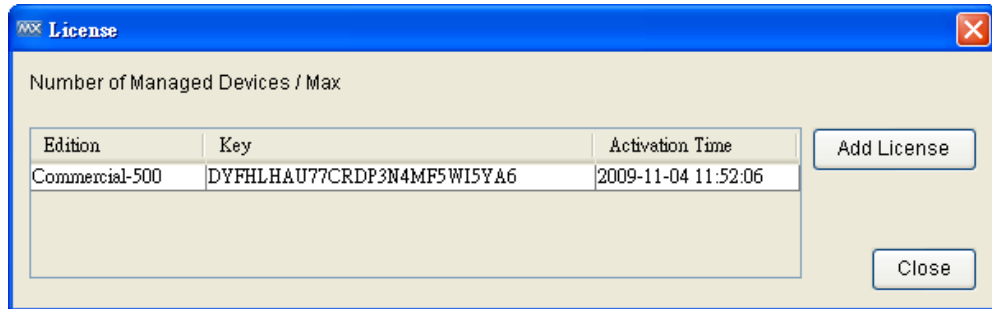 MX License
Number of Managed Devices / Max
Edition Key Activation Time
Add License
Commercial-500 DYFHLHAU77CRDP3N4MF5WI5YA6 2009-11-04 11:52:06
Close